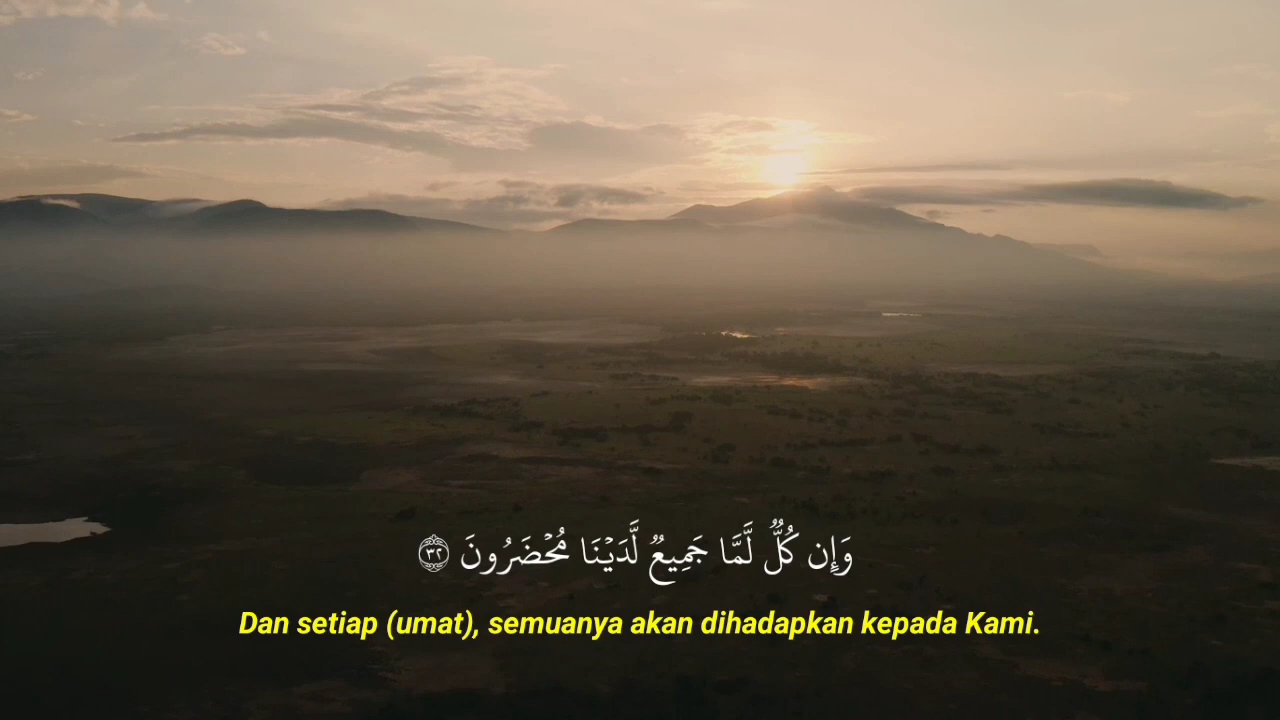 وَإِن كُلٌّ لَّمَّا جَمِيعٌ لَّدَيْنَا مُحْضَرُونَ ٣٢
Dan setiap (umat), semuanya akan dihadapkan kepada Kami.